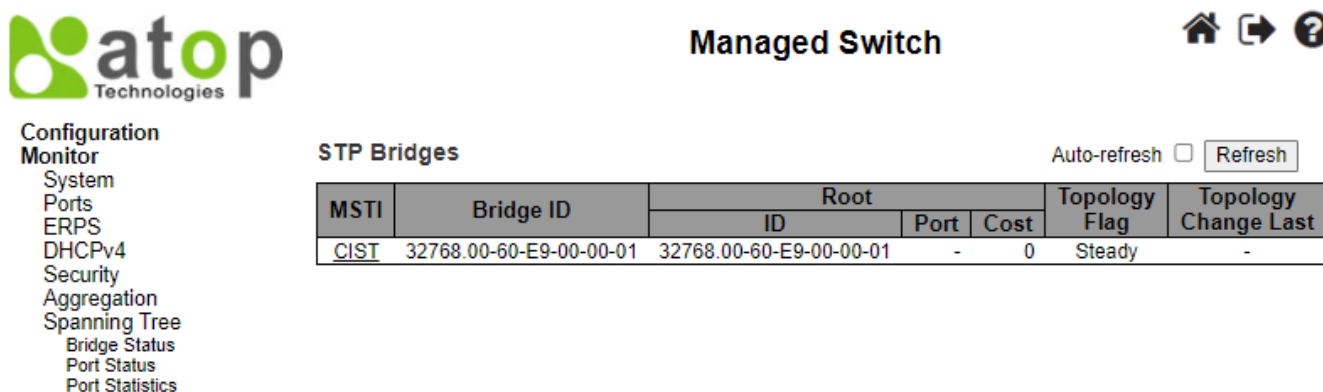 atop
Technologies
Managed Switch
Configuration
Monitor
System
Ports
ERPS
DHCPv4
Security
Aggregation
Spanning Tree
Bridge Status
Port Status
Port Statistics
STP Bridges
Auto-refresh Refresh
MSTI Bridge ID Root Topology Flag Topology Change Last
ID Port Cost
CIST 32768.00-60-E9-00-00-01 32768.00-60-E9-00-00-01 - 0 Steady -